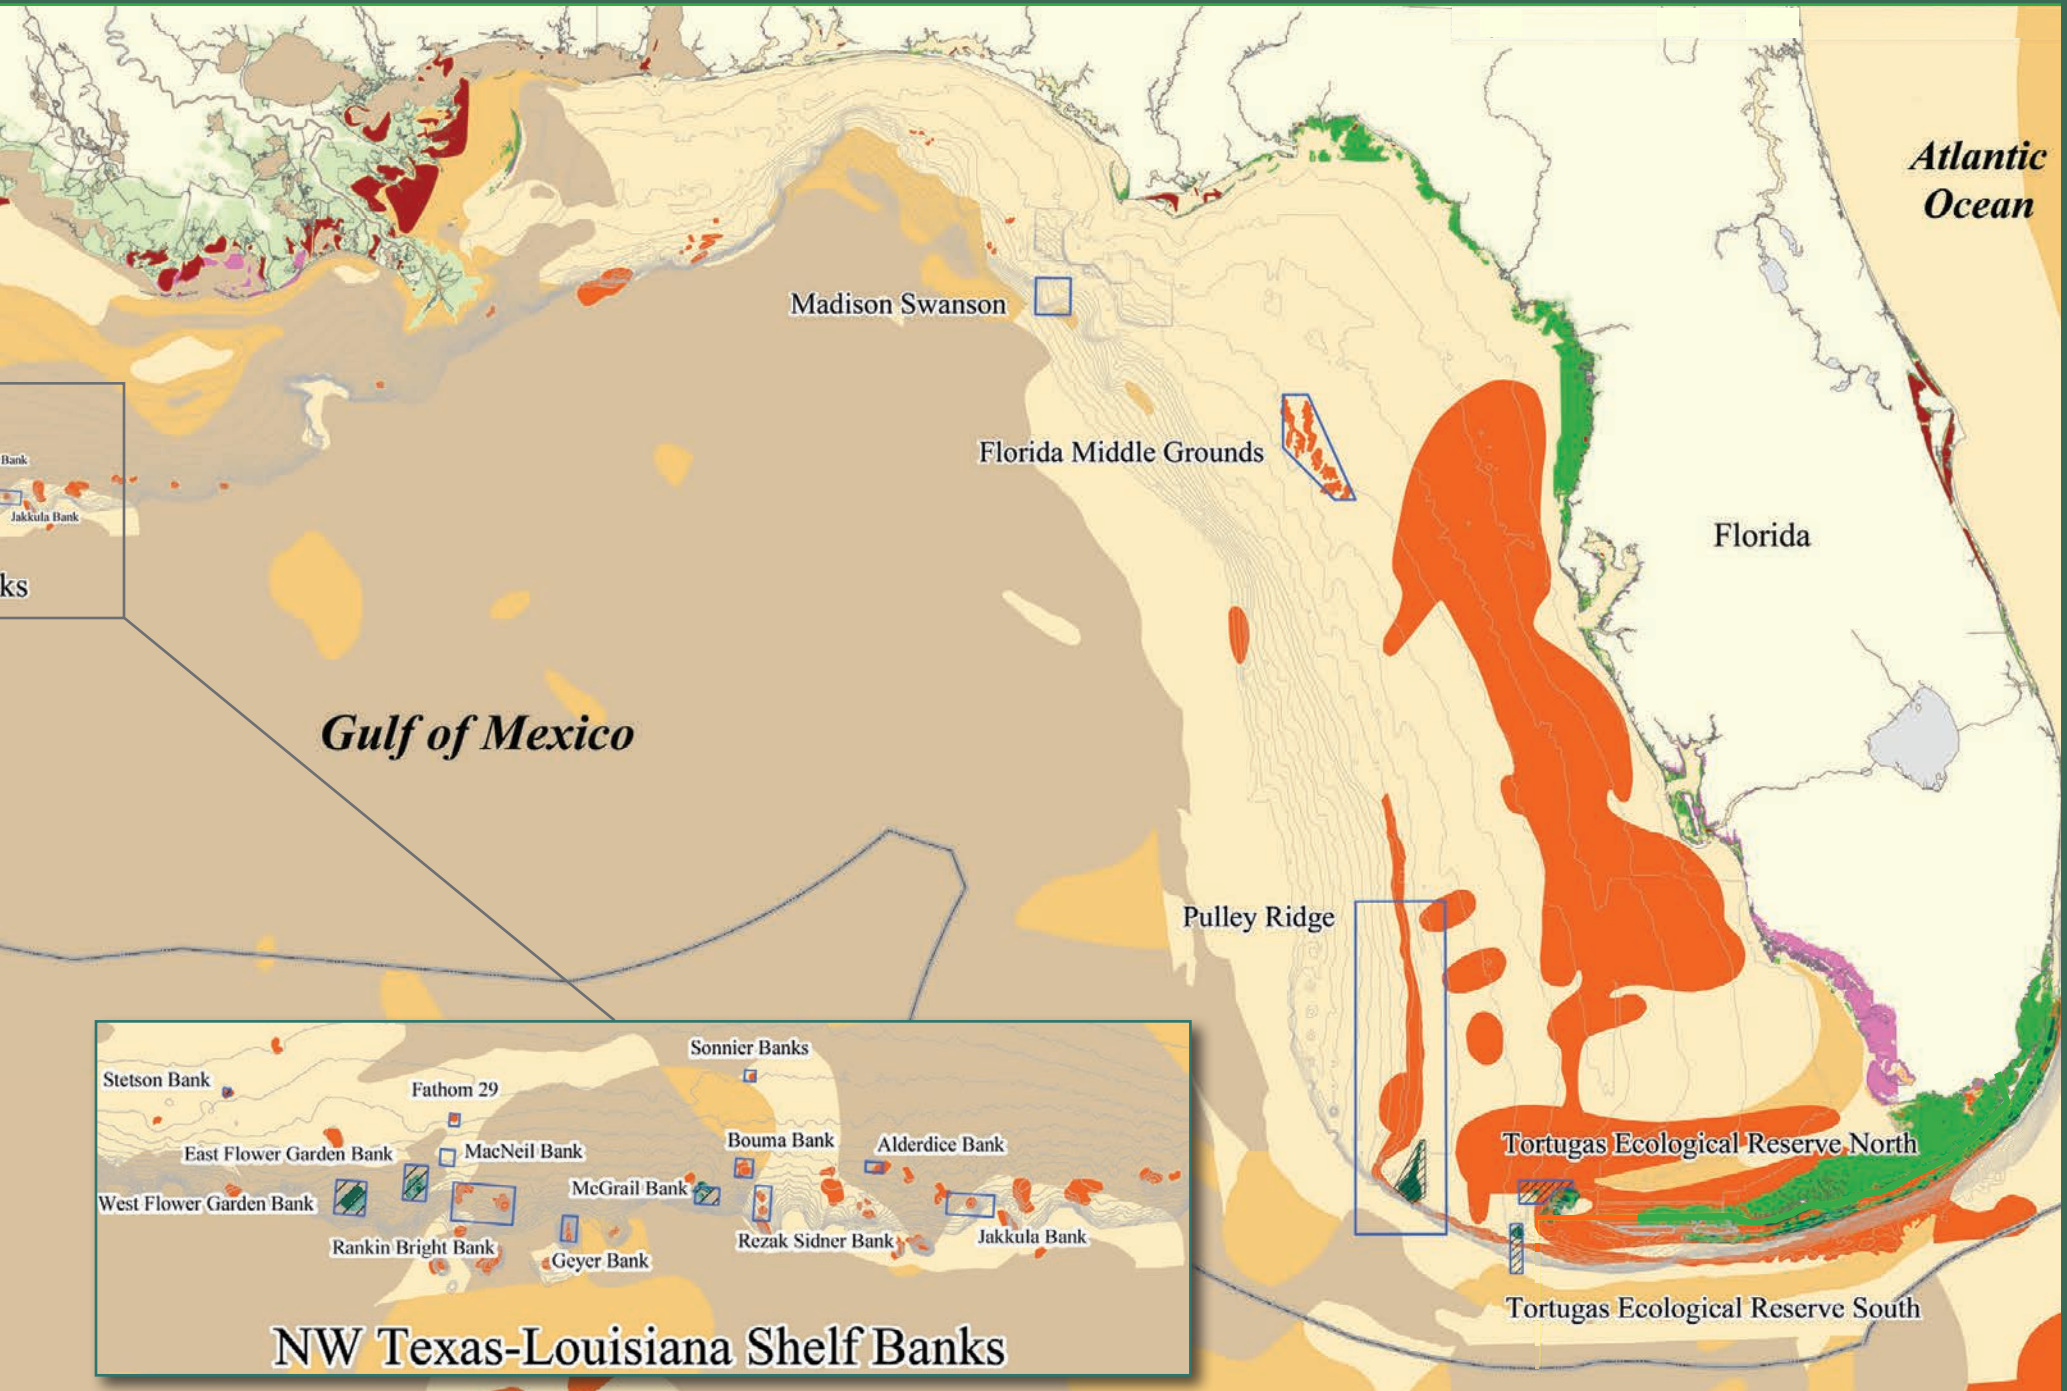 Atlantic
Ocean
Madison Swanson
Florida Middle Grounds
Bank
Jakkula Bank
Florida
ks
Gulf of Mexico
Pulley Ridge
Sonnier Banks
Stetson Bank
Fathom 29
Bouma Bank
Alderdice Bank
East Flower Garden Bank
MacNeil Bank
McGrail Bank
West Flower Garden Bank
Rankin Bright Bank
Geyer Bank
Rezak Sidner Bank
Jakkula Bank
NW Texas-Louisiana Shelf Banks
Tortugas Ecological Reserve North
Tortugas Ecological Reserve South